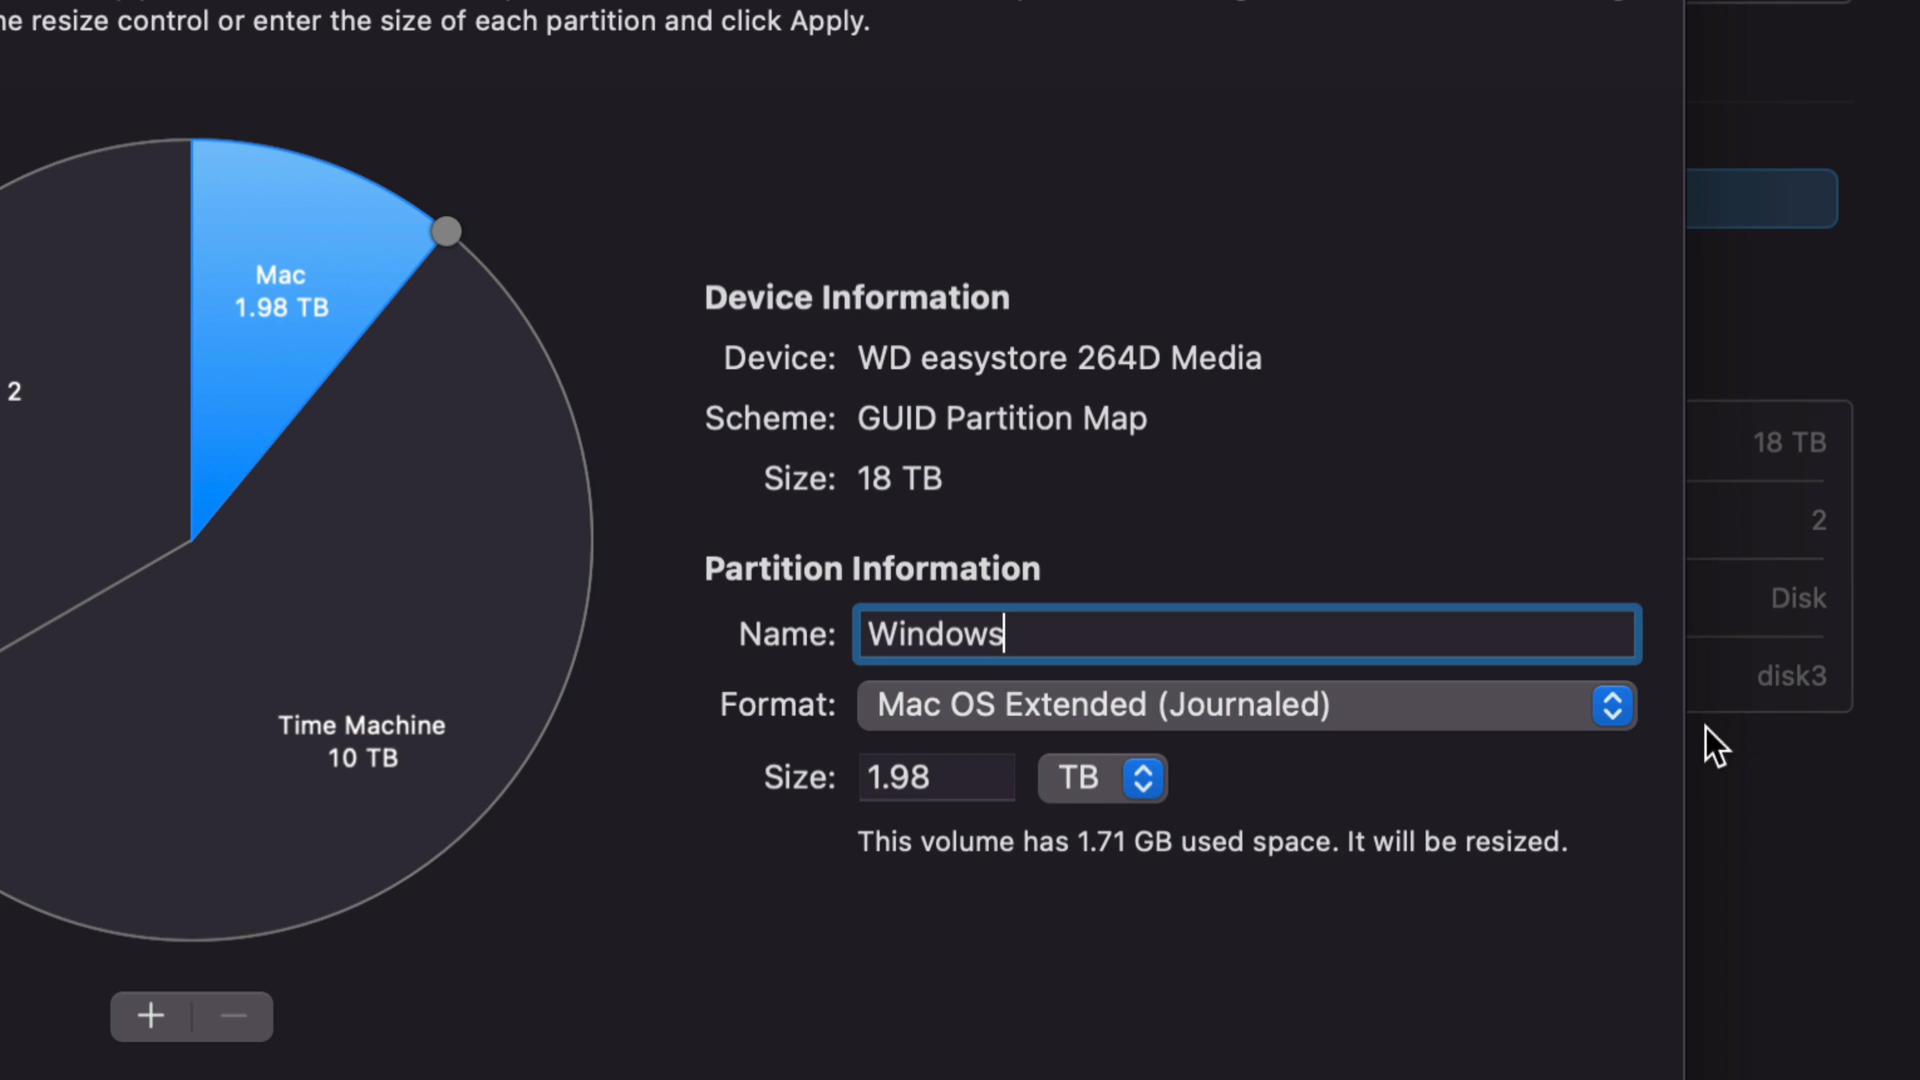 he resize control or enter the size of each partition and click Apply.
Mac
1.98 TB
2
Time Machine
10 TB
Device Information
Device: WD easystore 264D Media
Scheme: GUID Partition Map
Size: 18 TB
Partition Information
Name: Windows
Format: Mac OS Extended (Journaled)
Size: 1.98 TB
This volume has 1.71 GB used space. It will be resized.
18 TB
2
Disk
disk3